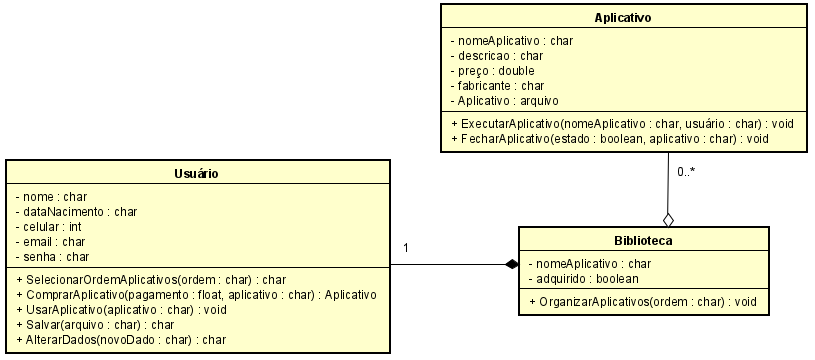 Aplicativo
- nomeAplicativo : char
- descricao : char
- preço : double
- fabricante : char
- Aplicativo : arquivo
+ ExecutarAplicativo(nomeAplicativo : char, usuário : char) : void
+ FecharAplicativo(estado : boolean, aplicativo : char) : void
0..*
Usuário
- nome : char
- dataNacimento : char
- celular : int
- email : char
- senha : char
+ SelecionarOrdemAplicativos(ordem : char) : char
+ ComprarAplicativo(pagamento : float, aplicativo : char) : Aplicativo
+ UsarAplicativo(aplicativo : char) : void
+ Salvar(arquivo : char) : char
+ AlterarDados(novoDado : char) : char
1
Biblioteca
- nomeAplicativo : char
- adquirido : boolean
+ OrganizarAplicativos(ordem : char) : void